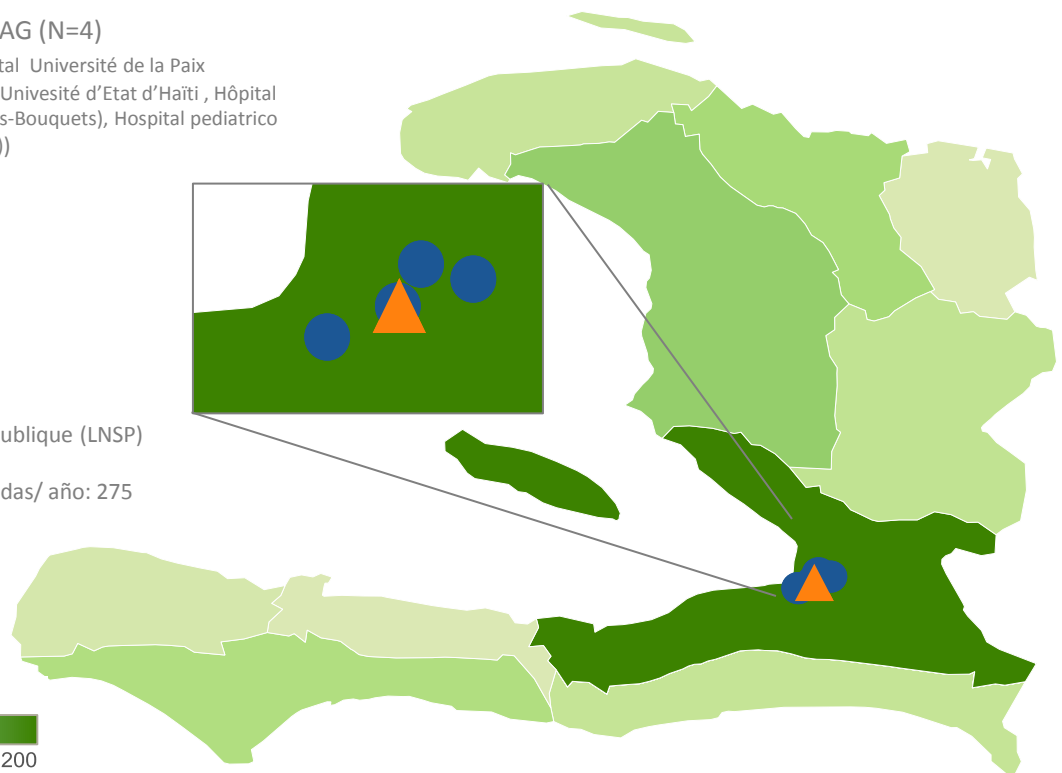 AG (N=4)
tal Université de la Paix
Univesité d'Etat d'Haïti , Hôpital
s-Bouquets), Hospital pediatrico
))
ublique (LNSP)
das/ año: 275
200